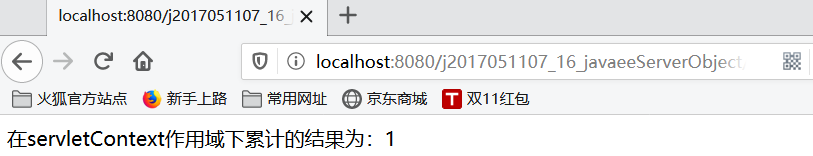 localhost:8080/j2017051107_16_j
localhost:8080/j2017051107_16_javaeeServerObject
火狐官方站点 新手上路 常用网址 京东商城 T 双11红包
在servletContext作用域下累计的结果为：1